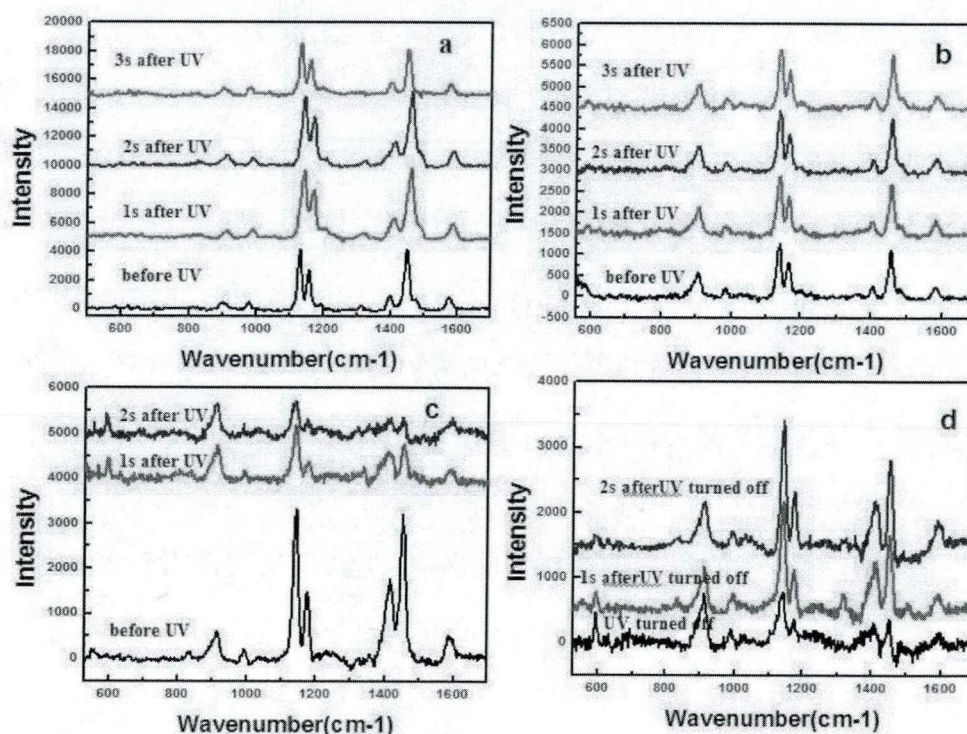 a
20000
18000
16000
14000
12000
10000
8000
6000
4000
2000
0
3s after UV
2s after UV
1s after UV
before UV
Intensity
600 800 1000 1200 1400 1600
Wavenumber(cm-1)
b
6500
6000
5500
5000
4500
4000
3500
3000
2500
2000
1500
1000
500
0
-500
3s after UV
2s after UV
1s after UV
before UV
Intensity
600 800 1000 1200 1400 1600
Wavenumber(cm-1)
c
6000
5000
4000
3000
2000
1000
0
2s after UV
1s after UV
before UV
Intensity
600 800 1000 1200 1400 1600
Wavenumber(cm-1)
d
4000
3000
2000
1000
0
2s afterUV turned off
1s afterUV turned off
UV turned off
Intensity
600 800 1000 1200 1400 1600
Wavenumber(cm-1)